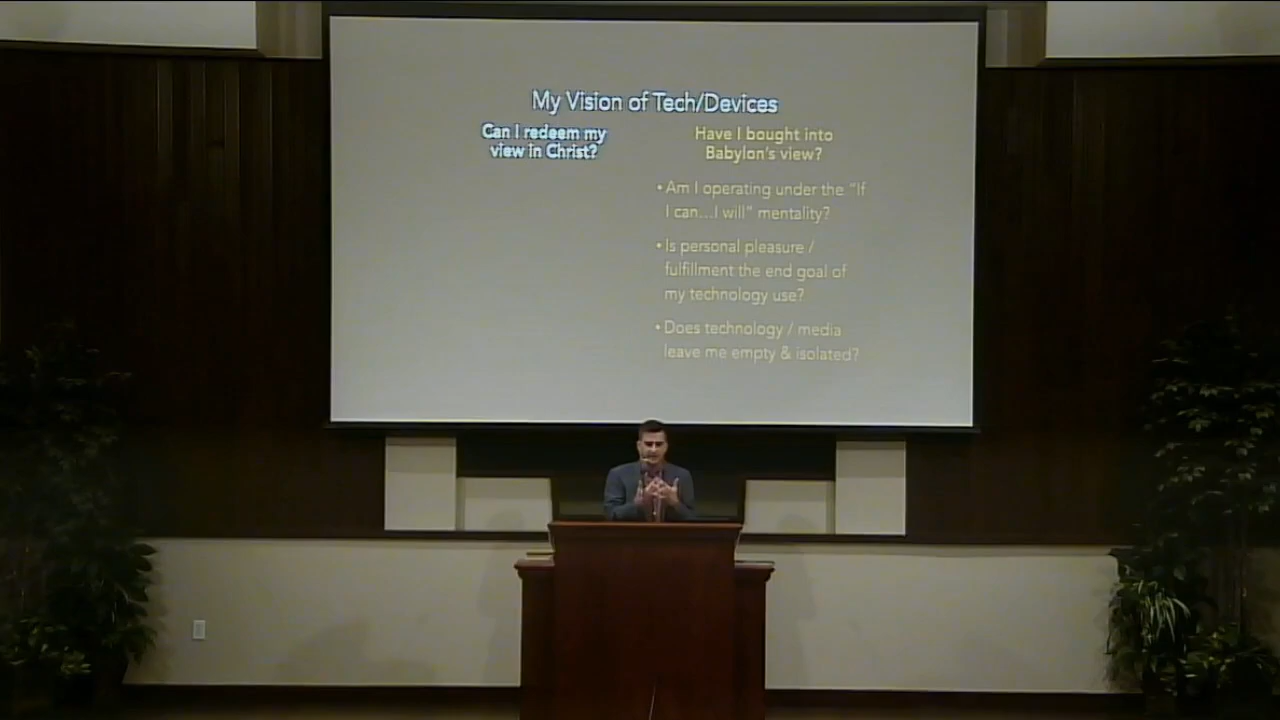 My Vision of Tech/Devices
Can I redeem my
view in Christ?
Have I bought into
Babylon's view?
• Am I operating under the "If
I can...I will" mentality?
• Is personal pleasure /
fulfillment the end goal of
my technology use?
• Does technology / media
leave me empty & isolated?